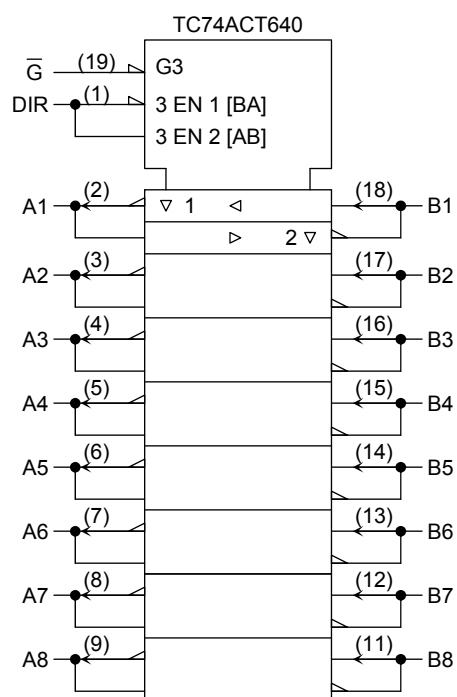 TC74ACT640
G̅ (19) G3
DIR (1) 3 EN 1 [BA]
3 EN 2 [AB]
A1 (2) ▽ 1 ◁ (18) B1
▷ 2 ▽
A2 (3) (17) B2
A3 (4) (16) B3
A4 (5) (15) B4
A5 (6) (14) B5
A6 (7) (13) B6
A7 (8) (12) B7
A8 (9) (11) B8